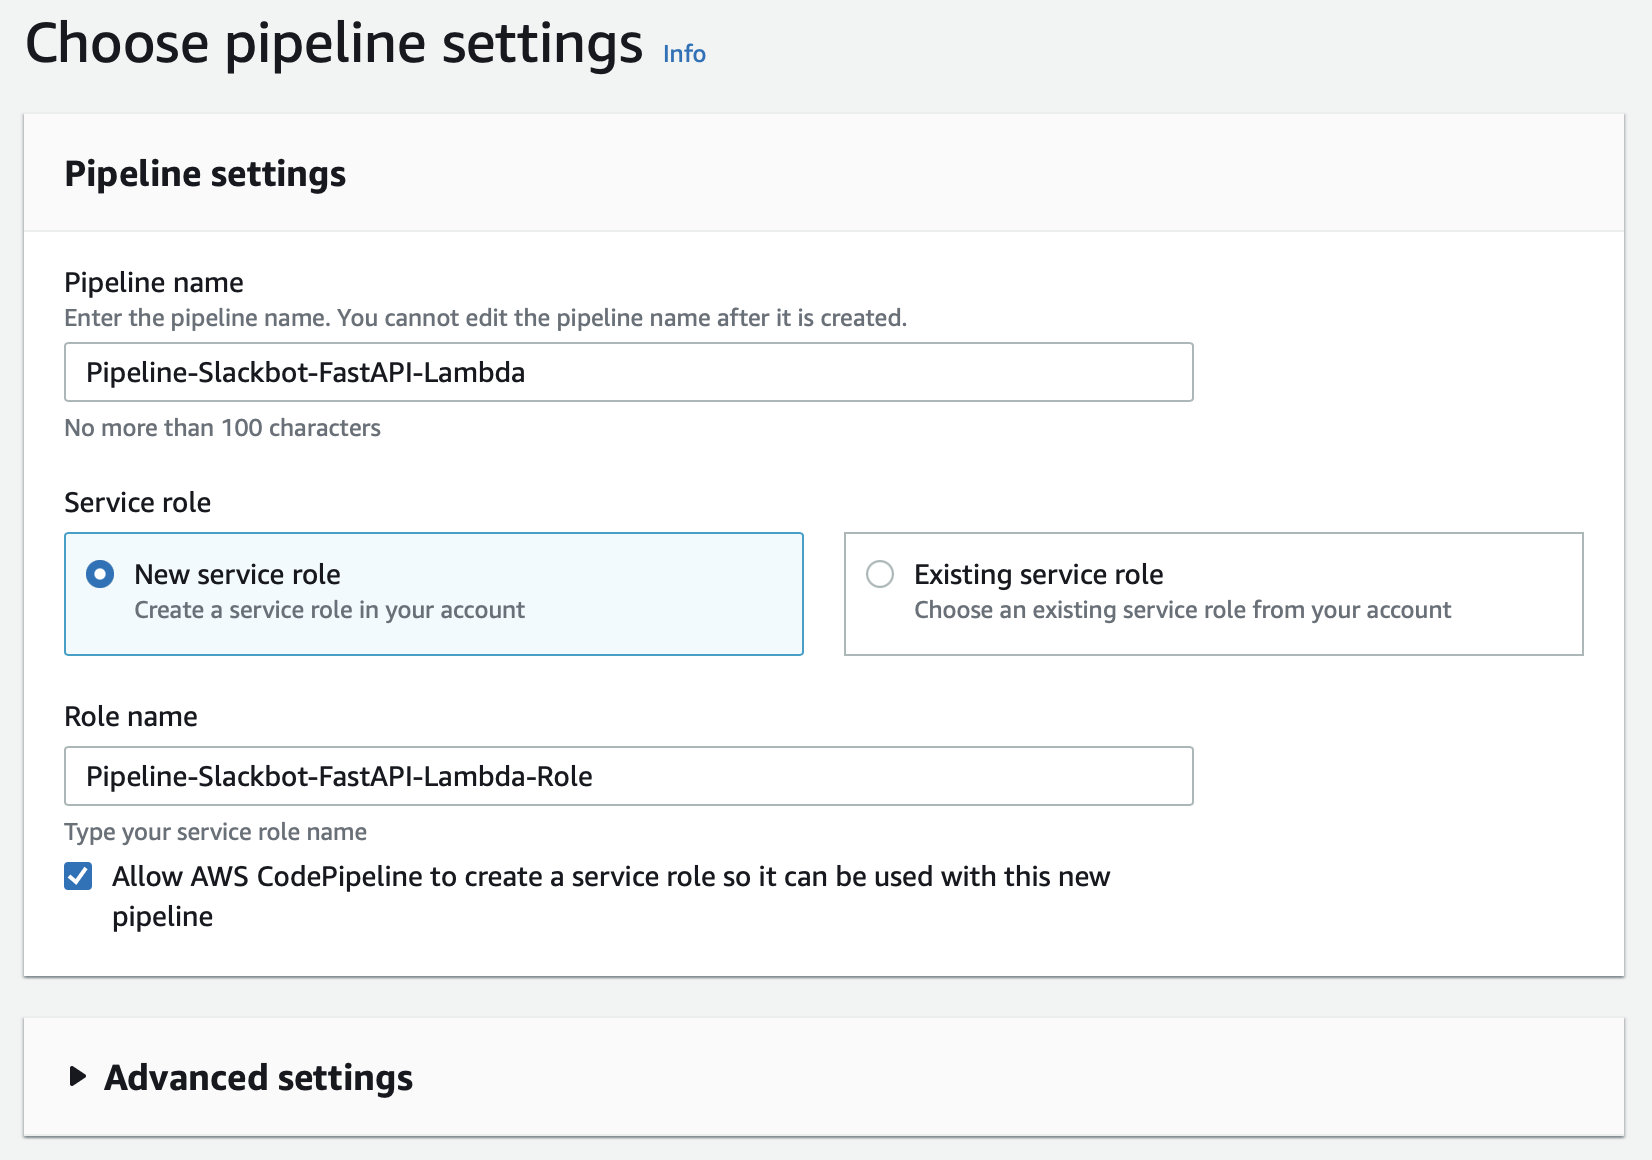 Choose pipeline settings Info
Pipeline settings
Pipeline name
Enter the pipeline name. You cannot edit the pipeline name after it is created.
Pipeline-Slackbot-FastAPI-Lambda
No more than 100 characters
Service role
New service role
Create a service role in your account
Existing service role
Choose an existing service role from your account
Role name
Pipeline-Slackbot-FastAPI-Lambda-Role
Type your service role name
Allow AWS CodePipeline to create a service role so it can be used with this new
pipeline
Advanced settings